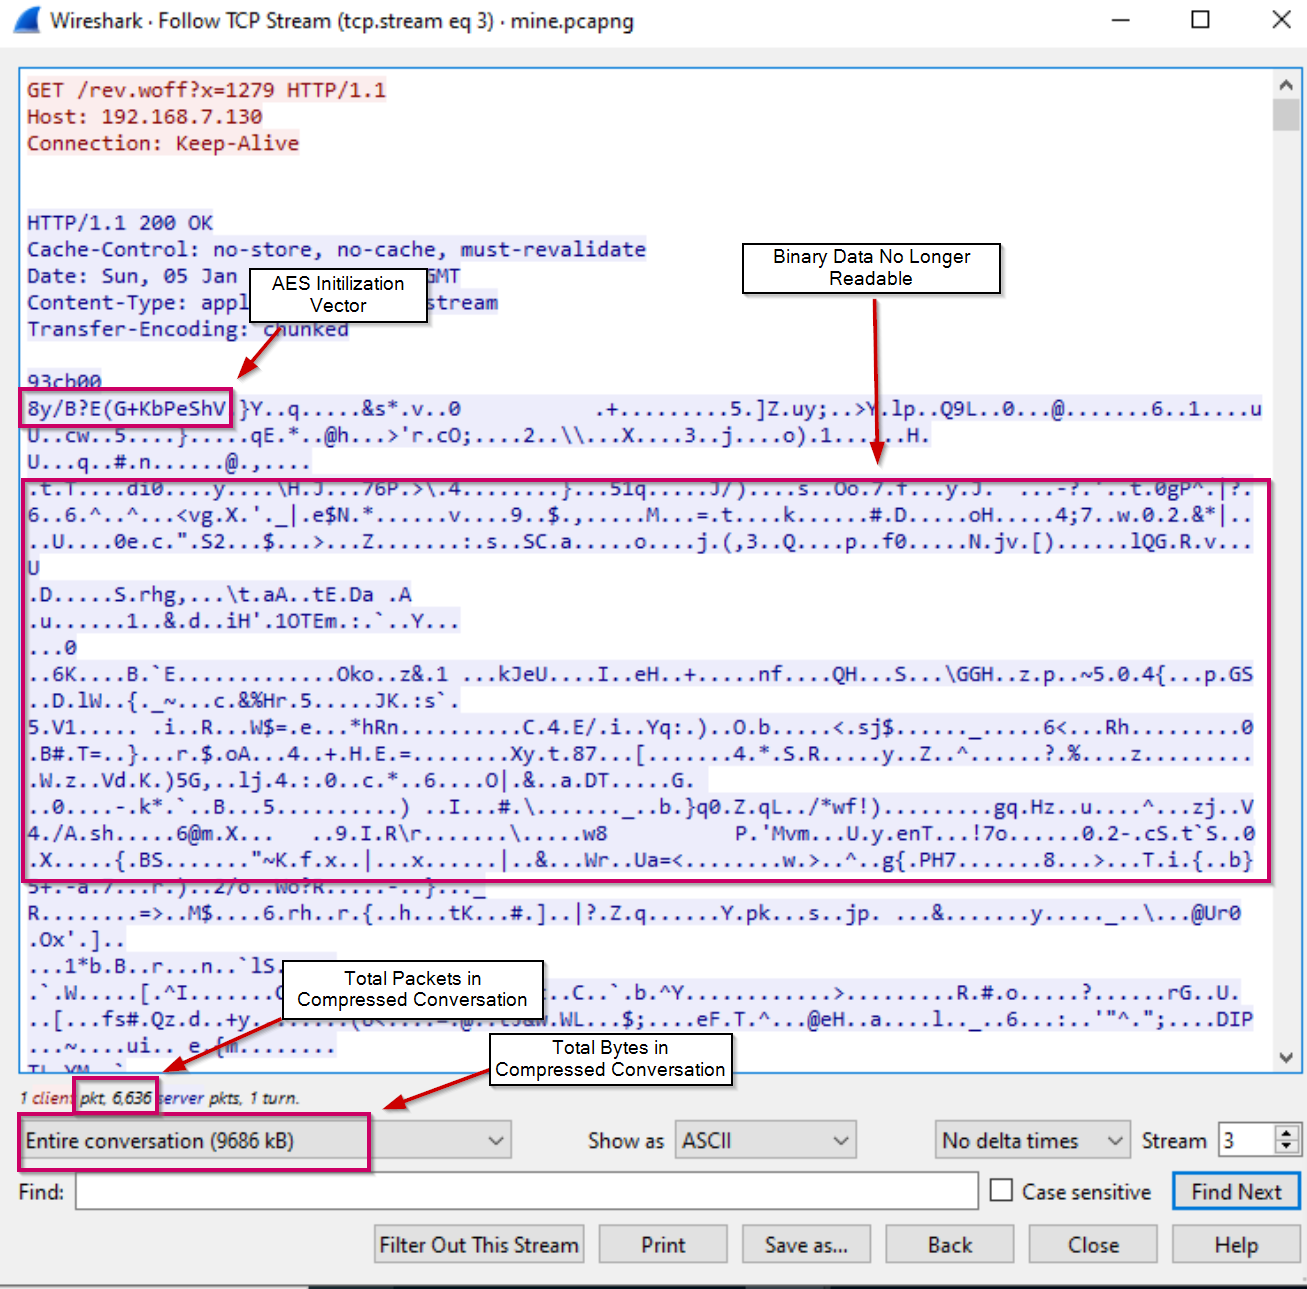 Wireshark · Follow TCP Stream (tcp.stream eq 3) · mine.pcapng
GET /rev.woff?x=1279 HTTP/1.1
Host: 192.168.7.130
Connection: Keep-Alive
HTTP/1.1 200 OK
Cache-Control: no-store, no-cache, must-revalidate
Date: Sun, 05 Jan GMT
Content-Type: appl stream
Transfer-Encoding: chunked
AES Initilization
Vector
Binary Data No Longer
Readable
93cb00
8y/B?E(G+KbPeShV.}Y..q.....&s*.v..0 .+.........5.]Z.uy;..>Y.lp..Q9L..0...@.......6..1....u
U..cw..5....}.....qE.*..@h...>'r.cO;....2..\\...X....3..j....o).1......H.
U...q..#.n......@.,....
.t.T....di0....y....\H.J...76P.>\.4........}...51q.....J/)....s..Oo.7.f...y.J. ...-?.'..t.0gP^.|?.
6..6.^..^...<vg.X.'._|.e$N.*......v....9..$.,.....M...=.t....k......#.D.....oH.....4;7..w.0.2.&*|..
..U....0e.c.".S2...$...>...Z.......:.s..SC.a.....o....j.(,3..Q....p..f0.....N.jv.[)......lQG.R.v...
U
.D.....S.rhg,...\t.aA..tE.Da .A
.u......1..&.d..iH'.1OTEm.:.`..Y...
...0
..6K....B.`E.............Oko..z&.1 ...kJeU....I..eH..+.....nf....QH...S...\GGH..z.p..~5.0.4{...p.GS
..D.lW..{._~...c.&%Hr.5.....JK.:s`.
5.V1..... .i..R...W$=.e...*hRn..........C.4.E/.i..Yq:.)..O.b.....<.sj$......._.....6<...Rh.........0
.B#.T=..}...r.$.oA...4..+.H.E.=........Xy.t.87...[.......4.*.S.R.....y..Z..^......?.%....z.........
.W.z..Vd.K.)5G,..lj.4.:.0..c.*..6....O|.&..a.DT.....G.
..0....-.k*.`..B...5..........) ..I...#.\......._..b.}q0.Z.qL../*wf!).........gq.Hz..u....^...zj..V
4./A.sh.....6@m.X... ..9.I.R\r.......\.....w8 P.'Mvm...U.y.enT...!7o......0.2-.cS.t`S..0
.X.....{.BS......."~K.f.x..|...x......|..&...Wr..Ua=<........w.>..^..g{.PH7.......8...>...T.i.{..b}
5+.-a.7...r.)..2/o..Wo?R.....-..}..._
R........=>..M$....6.rh..r.{..h...tK...#.]..|?.Z.q......Y.pk...s..jp. ...&.......y....._..\...@Ur0
.Ox'.]..
...1*b.B..r...n..`lS.
Total Packets in
Compressed Conversation
.`.W.....[.^I....... ..C..`.b.^Y............>.........R.#.o.....?......rG..U.
..[...fs#.Qz.d..+y. WL...$;....eF.T.^...@eH..a....l.._..6...:..'"^.";....DIP
...~....ui.. e.{m........
Total Bytes in
Compressed Conversation
1 client pkt, 6,636 server pkts, 1 turn.
Entire conversation (9686 kB) Show as ASCII No delta times Stream 3
Find: Case sensitive Find Next
Filter Out This Stream Print Save as... Back Close Help